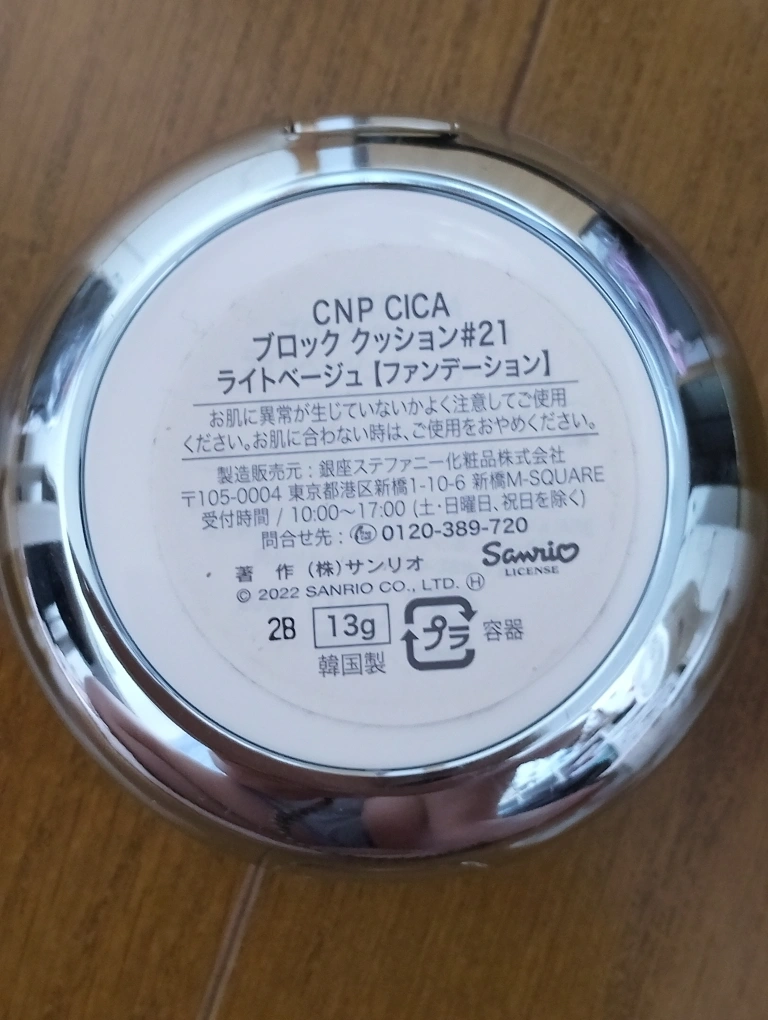 CNP CICA
ブロック クッション#21
ライトベージュ【ファンデーション】
お肌に異常が生じていないかよく注意してご使用
ください。お肌に合わない時は、ご使用をおやめください。
製造販売元：銀座ステファニー化粧品株式会社
〒105-0004 東京都港区新橋1-10-6 新橋M-SQUARE
受付時間 / 10:00〜17:00 (土・日曜日、祝日を除く)
問合せ先： 0120-389-720
著 作 (株)サンリオ
Sanrio
LICENSE
© 2022 SANRIO CO., LTD. Ⓗ
2B 13g プラ 容器
韓国製